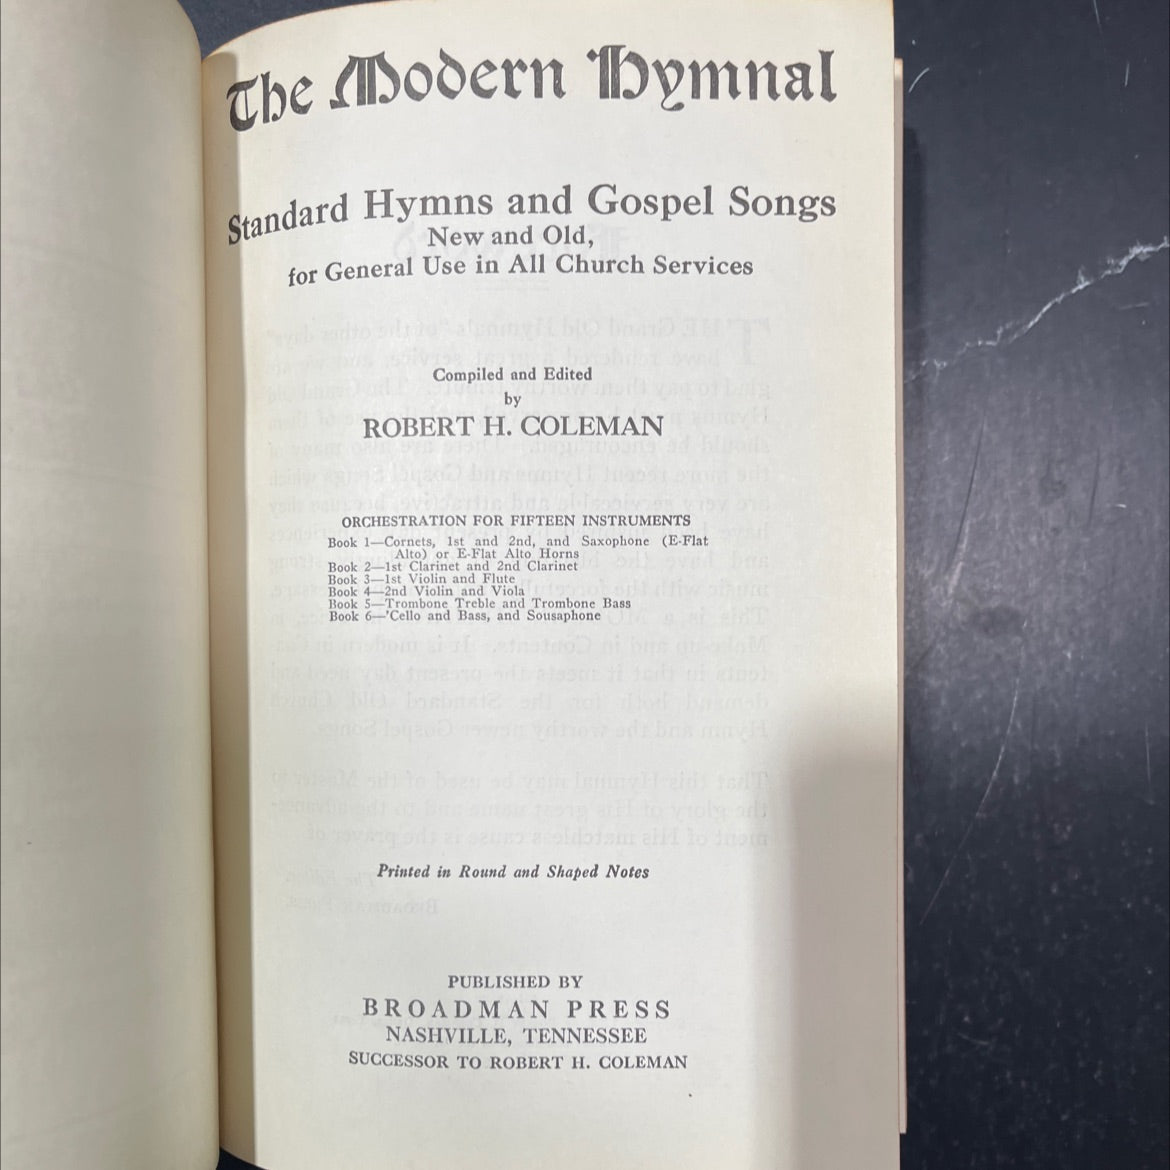 The Modern Hymnal
Standard Hymns and Gospel Songs
New and Old,
for General Use in All Church Services
Compiled and Edited
by
ROBERT H. COLEMAN
ORCHESTRATION FOR FIFTEEN INSTRUMENTS
Book 1—Cornets, 1st and 2nd, and Saxophone (E-Flat
Alto) or E-Flat Alto Horns
Book 2—1st Clarinet and 2nd Clarinet
Book 3—1st Violin and Flute
Book 4—2nd Violin and Viola
Book 5—Trombone Treble and Trombone Bass
Book 6—'Cello and Bass, and Sousaphone
Printed in Round and Shaped Notes
PUBLISHED BY
BROADMAN PRESS
NASHVILLE, TENNESSEE
SUCCESSOR TO ROBERT H. COLEMAN